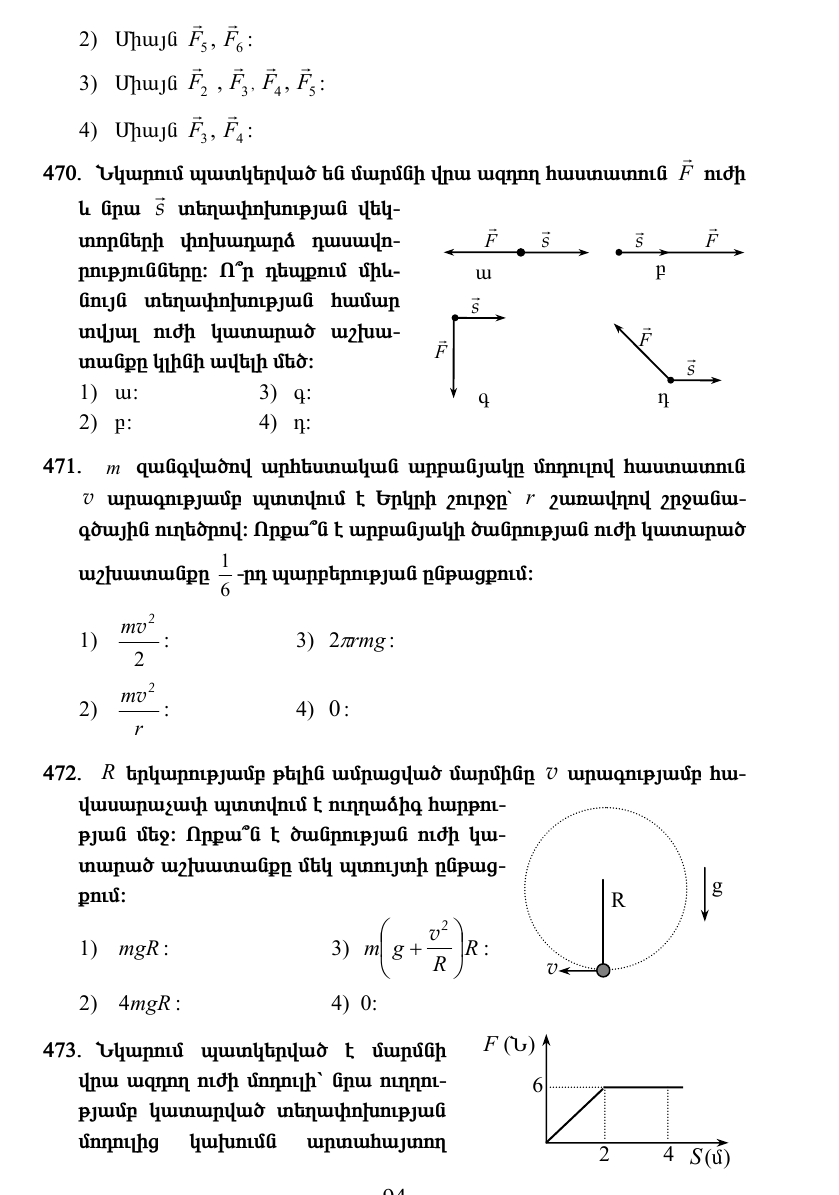 2) Միայն F⃗₅, F⃗₆:
3) Միայն F⃗₂ , F⃗₃, F⃗₄, F⃗₅:
4) Միայն F⃗₃, F⃗₄:
470. Նկարում պատկերված են մարմնի վրա ազդող հաստատուն F⃗ ուժի
և նրա s⃗ տեղափոխության վեկ-
տորների փոխադարձ դասավո-
րությունները: Ո՞ր դեպքում միև-
նույն տեղափոխության համար
տվյալ ուժի կատարած աշխա-
տանքը կլինի ավելի մեծ:
F⃗ s⃗ s⃗ F⃗
ա բ
s⃗
F⃗ F⃗
s⃗
գ դ
1) ա: 3) գ:
2) բ: 4) դ:
471. m զանգվածով արհեստական արբանյակը մոդուլով հաստատուն
v արագությամբ պտտվում է Երկրի շուրջը՝ r շառավղով շրջանա-
գծային ուղեծրով: Որքա՞ն է արբանյակի ծանրության ուժի կատարած
աշխատանքը 1/6 -րդ պարբերության ընթացքում:
1) mv²/2 : 3) 2πrmg :
2) mv²/r : 4) 0 :
472. R երկարությամբ թելին ամրացված մարմինը v արագությամբ հա-
վասարաչափ պտտվում է ուղղաձիգ հարթու-
թյան մեջ: Որքա՞ն է ծանրության ուժի կա-
տարած աշխատանքը մեկ պտույտի ընթաց-
քում:
R g
v
1) mgR : 3) m(g + v²/R)R :
2) 4mgR : 4) 0:
473. Նկարում պատկերված է մարմնի
վրա ազդող ուժի մոդուլի՝ նրա ուղղու-
թյամբ կատարված տեղափոխության
մոդուլից կախումն արտահայտող
F (Ն)
6
2 4 S(մ)
94